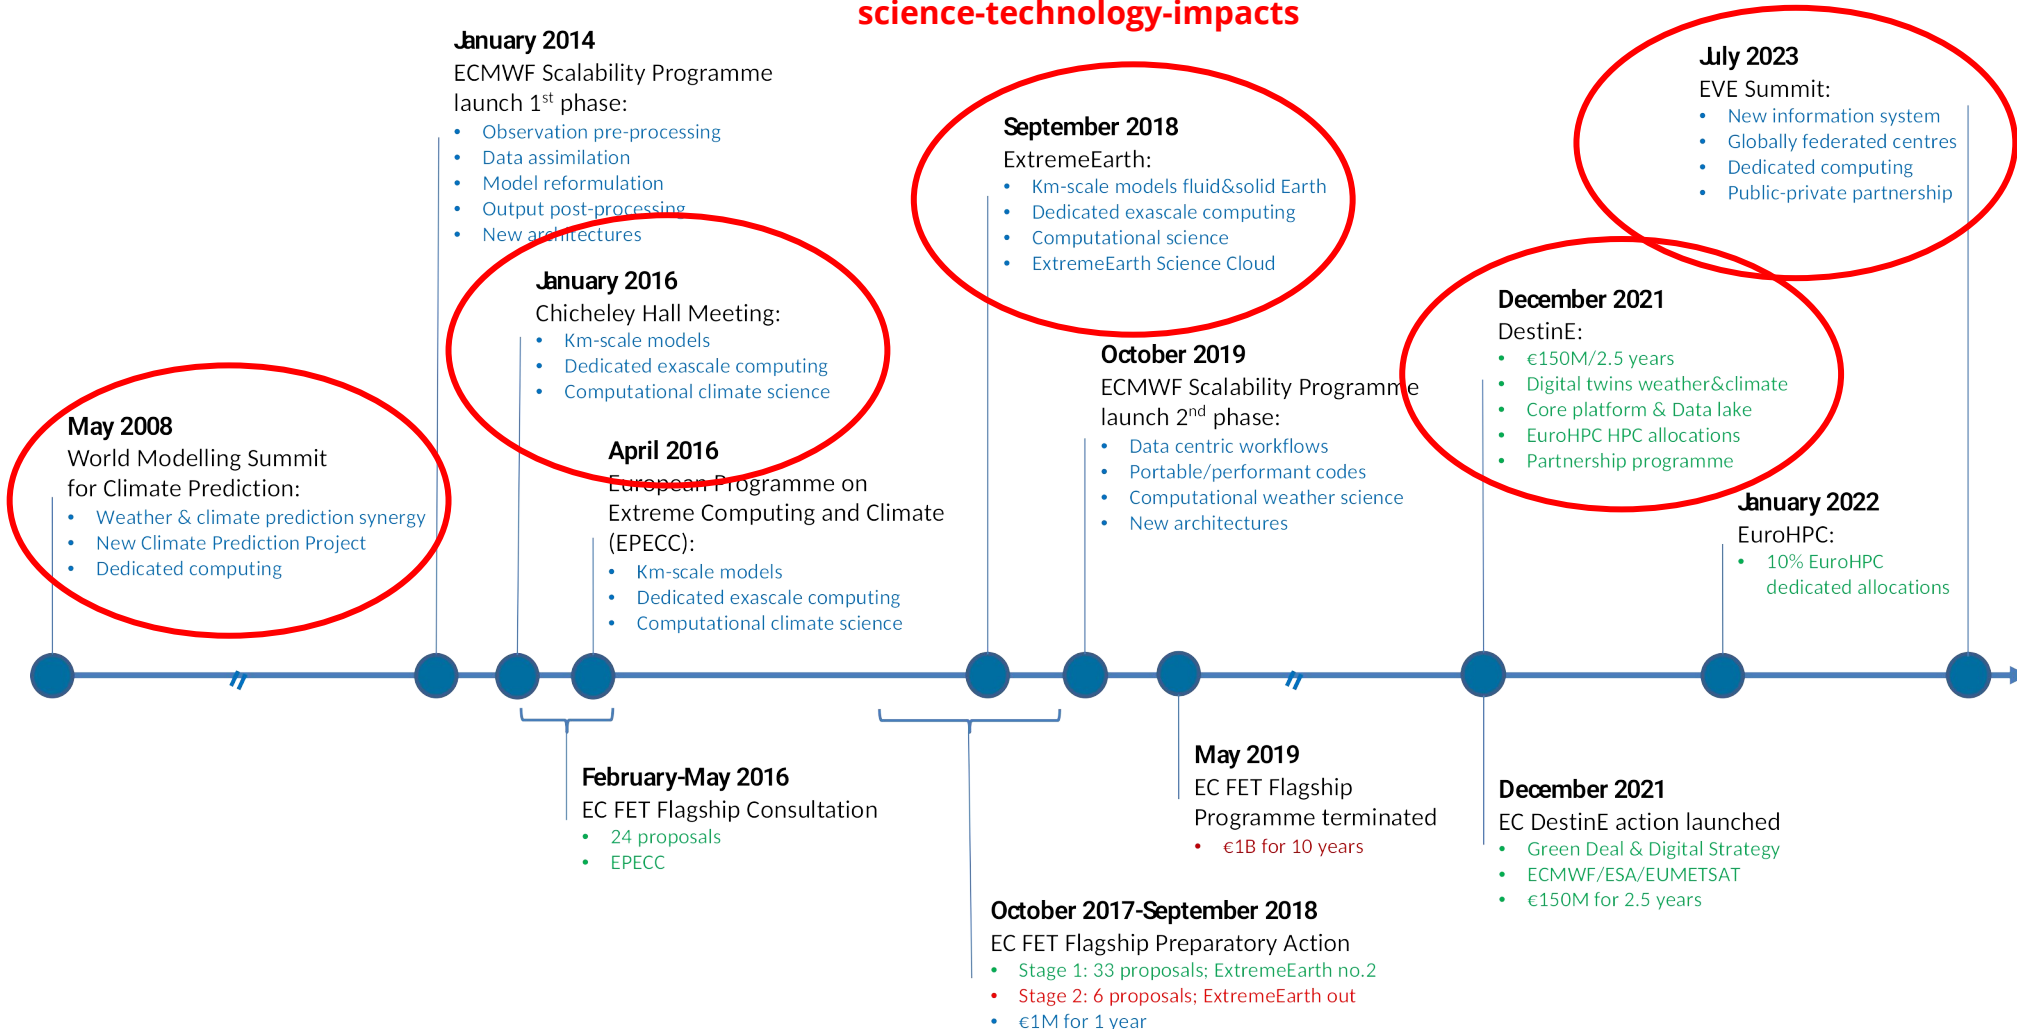 science-technology-impacts
January 2014
ECMWF Scalability Programme
launch 1st phase:
• Observation pre-processing
• Data assimilation
• Model reformulation
• Output post-processing
• New architectures
January 2016
Chicheley Hall Meeting:
• Km-scale models
• Dedicated exascale computing
• Computational climate science
May 2008
World Modelling Summit
for Climate Prediction:
• Weather & climate prediction synergy
• New Climate Prediction Project
• Dedicated computing
April 2016
European Programme on
Extreme Computing and Climate
(EPECC):
• Km-scale models
• Dedicated exascale computing
• Computational climate science
September 2018
ExtremeEarth:
• Km-scale models fluid&solid Earth
• Dedicated exascale computing
• Computational science
• ExtremeEarth Science Cloud
October 2019
ECMWF Scalability Programme
launch 2nd phase:
• Data centric workflows
• Portable/performant codes
• Computational weather science
• New architectures
July 2023
EVE Summit:
• New information system
• Globally federated centres
• Dedicated computing
• Public-private partnership
December 2021
DestinE:
• €150M/2.5 years
• Digital twins weather&climate
• Core platform & Data lake
• EuroHPC HPC allocations
• Partnership programme
January 2022
EuroHPC:
• 10% EuroHPC
dedicated allocations
February-May 2016
EC FET Flagship Consultation
• 24 proposals
• EPECC
October 2017-September 2018
EC FET Flagship Preparatory Action
• Stage 1: 33 proposals; ExtremeEarth no.2
• Stage 2: 6 proposals; ExtremeEarth out
• €1M for 1 year
May 2019
EC FET Flagship
Programme terminated
• €1B for 10 years
December 2021
EC DestinE action launched
• Green Deal & Digital Strategy
• ECMWF/ESA/EUMETSAT
• €150M for 2.5 years